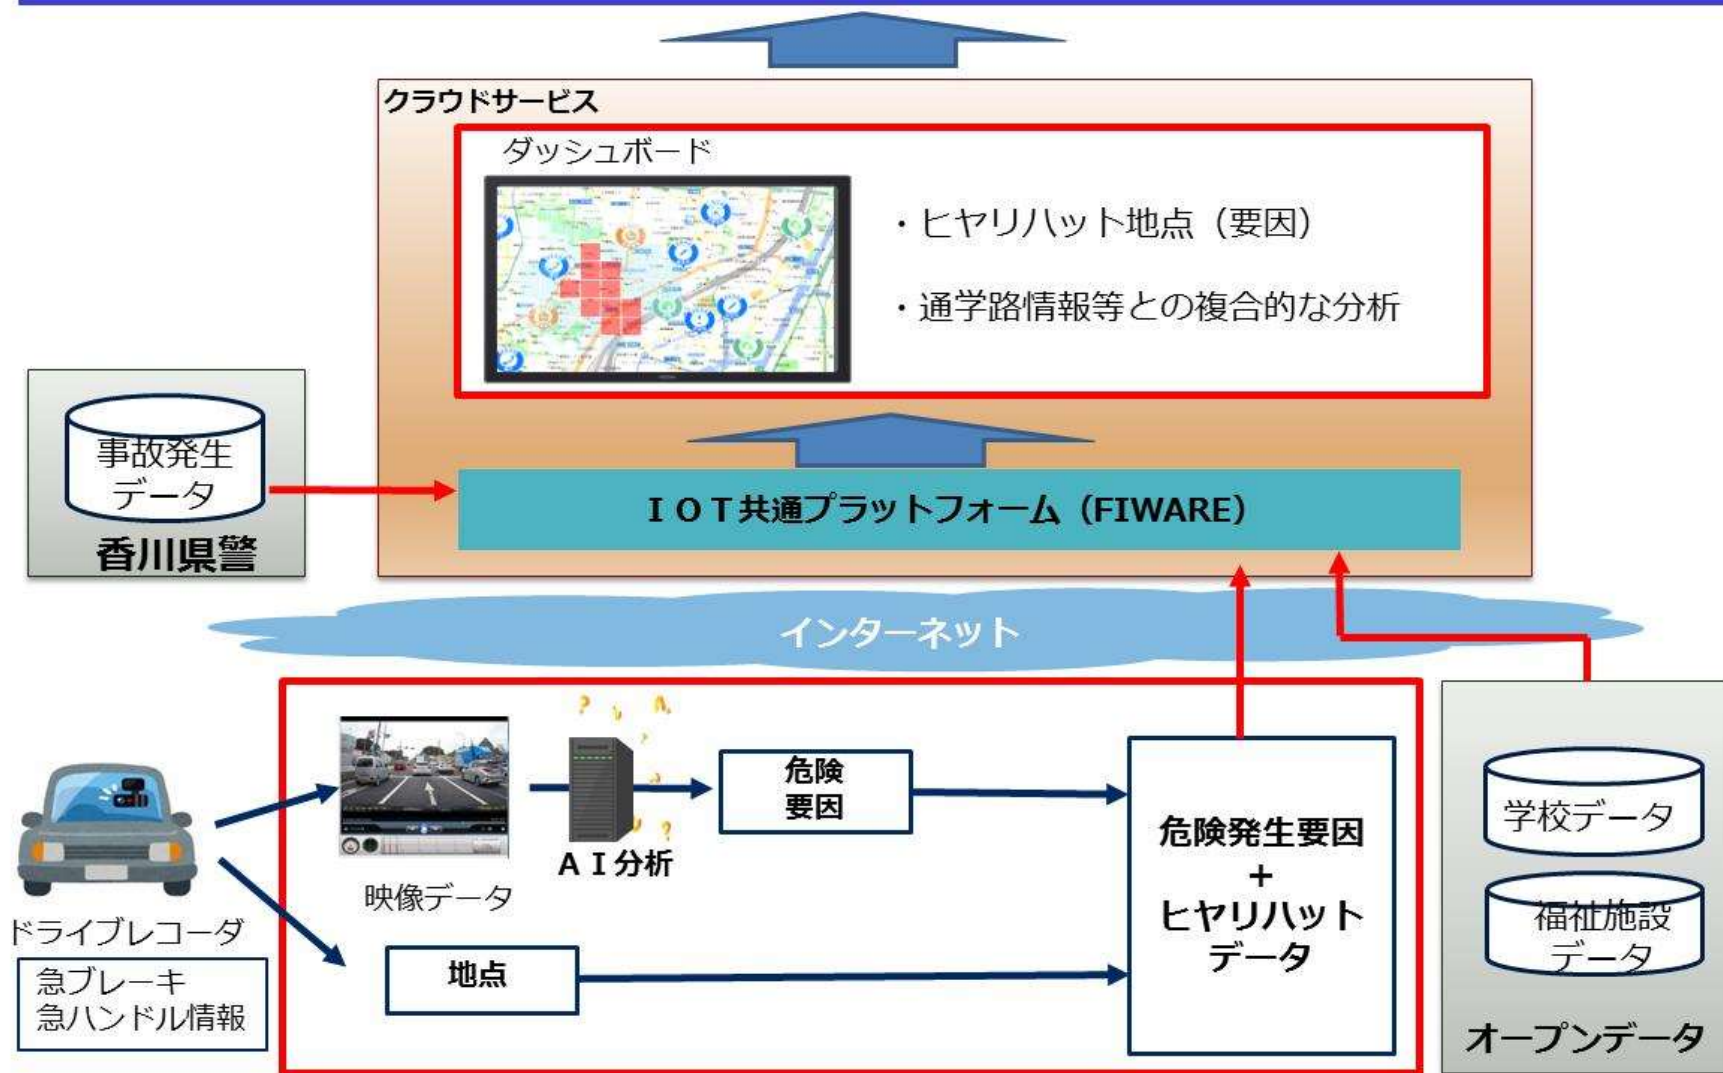 クラウドサービス
ダッシュボード
・ヒヤリハット地点（要因）
・通学路情報等との複合的な分析
事故発生
データ
香川県警
ＩＯＴ共通プラットフォーム（FIWARE）
インターネット
ドライブレコーダ
急ブレーキ
急ハンドル情報
映像データ
ＡＩ分析
危険
要因
地点
危険発生要因
+
ヒヤリハット
データ
学校データ
福祉施設
データ
オープンデータ